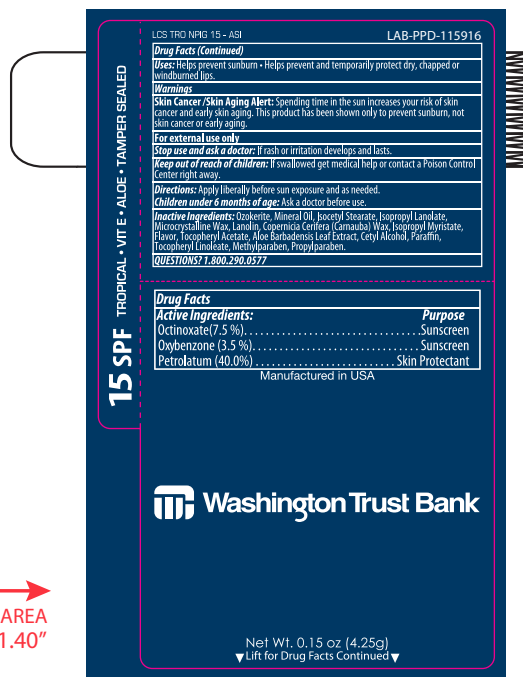 LCS TRO NPIG 15 - ASI LAB-PPD-115916
Drug Facts (Continued)
Uses: Helps prevent sunburn • Helps prevent and temporarily protect dry, chapped or
windburned lips.
Warnings
Skin Cancer /Skin Aging Alert: Spending time in the sun increases your risk of skin
cancer and early skin aging. This product has been shown only to prevent sunburn, not
skin cancer or early aging.
For external use only
Stop use and ask a doctor: If rash or irritation develops and lasts.
Keep out of reach of children: If swallowed get medical help or contact a Poison Control
Center right away.
Directions: Apply liberally before sun exposure and as needed.
Children under 6 months of age: Ask a doctor before use.
Inactive Ingredients: Ozokerite, Mineral Oil, Isocetyl Stearate, Isopropyl Lanolate,
Microcrystalline Wax, Lanolin, Copernicia Cerifera (Carnauba) Wax, Isopropyl Myristate,
Flavor, Tocopheryl Acetate, Aloe Barbadensis Leaf Extract, Cetyl Alcohol, Paraffin,
Tocopheryl Linoleate, Methylparaben, Propylparaben.
QUESTIONS? 1.800.290.0577
15 SPF TROPICAL • VIT E • ALOE • TAMPER SEALED
Drug Facts
Active Ingredients: Purpose
Octinoxate(7.5 %)................................Sunscreen
Oxybenzone (3.5 %)..............................Sunscreen
Petrolatum (40.0%) ......................... Skin Protectant
Manufactured in USA
Washington Trust Bank
AREA
1.40”
Net Wt. 0.15 oz (4.25g)
▼Lift for Drug Facts Continued▼